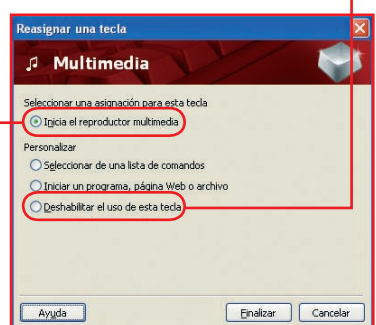 Reasignar una tecla
Multimedia
Seleccionar una asignación para esta tecla
Inicia el reproductor multimedia
Personalizar
Seleccionar de una lista de comandos
Iniciar un programa, página Web o archivo
Deshabilitar el uso de esta tecla
Ayuda
Finalizar
Cancelar